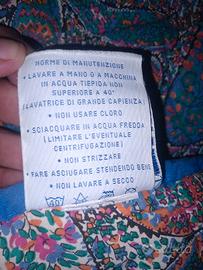 NORME DI MANUTENZIONE
• LAVARE A MANO O A MACCHINA
IN ACQUA TIEPIDA NON
SUPERIORE A 40°
(LAVATRICE DI GRANDE CAPIENZA)
• NON USARE CLORO
• SCIACQUARE IN ACQUA FREDDA
(LIMITARE L'EVENTUALE
CENTRIFUGAZIONE)
• NON STRIZZARE
• FARE ASCIUGARE STENDENDO BENE
• NON LAVARE A SECCO
40